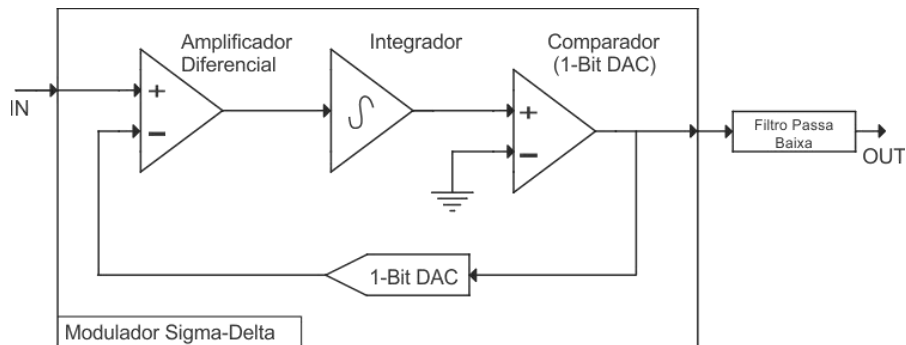 Amplificador
Diferencial
Integrador
Comparador
(1-Bit DAC)
IN
+
−
+
−
Filtro Passa
Baixa
OUT
1-Bit DAC
Modulador Sigma-Delta